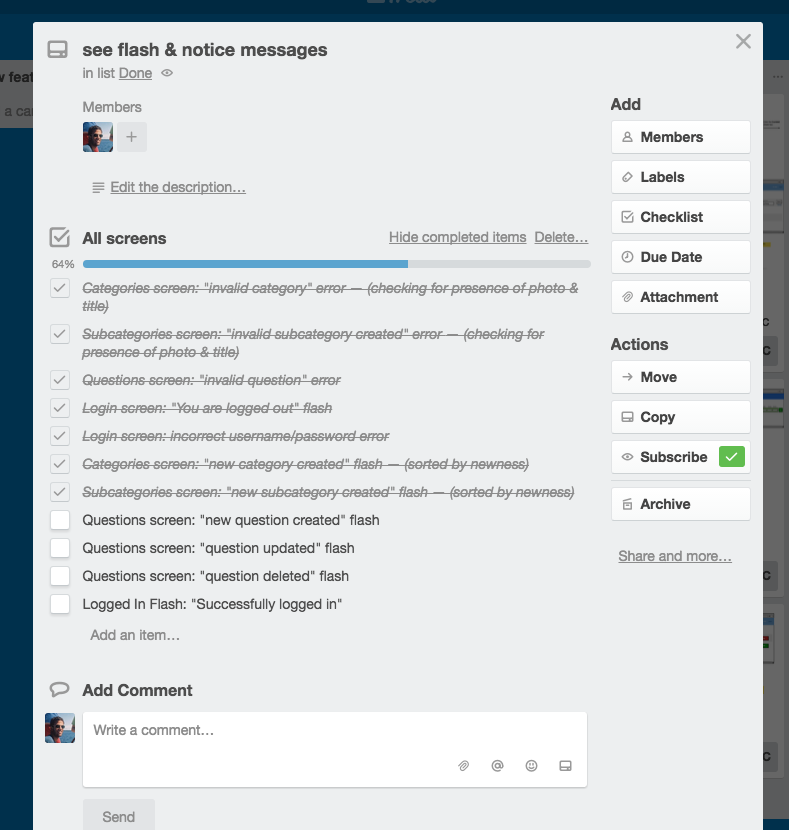 see flash & notice messages
in list Done
Members
Edit the description…
All screens
Hide completed items Delete…
64%
Categories screen: "invalid category" error — (checking for presence of photo &
title)
Subcategories screen: "Invalid subcategory created" error — (checking for
presence of photo & title)
Questions screen: "invalid question" error
Login screen: "You are logged out" flash
Login screen: incorrect username/password error
Categories screen: "new category created" flash — (sorted by newness)
Subcategories screen: "new subcategory created" flash — (sorted by newness)
Questions screen: "new question created" flash
Questions screen: "question updated" flash
Questions screen: "question deleted" flash
Logged In Flash: "Successfully logged in"
Add an item…
Add Comment
Write a comment…
Send
Add
Members
Labels
Checklist
Due Date
Attachment
Actions
Move
Copy
Subscribe
Archive
Share and more…